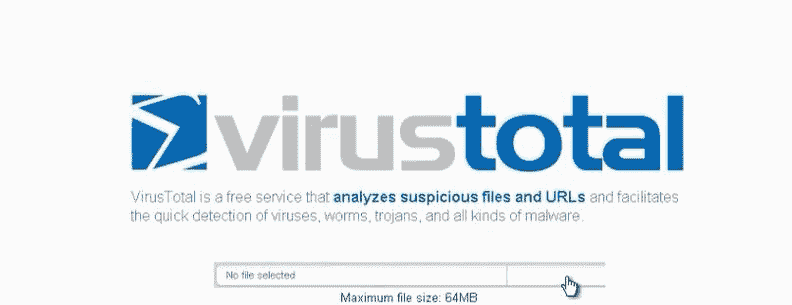 virustotal
VirusTotal is a free service that analyzes suspicious files and URLs and facilitates
the quick detection of viruses, worms, trojans, and all kinds of malware.
No file selected
Maximum file size: 64MB